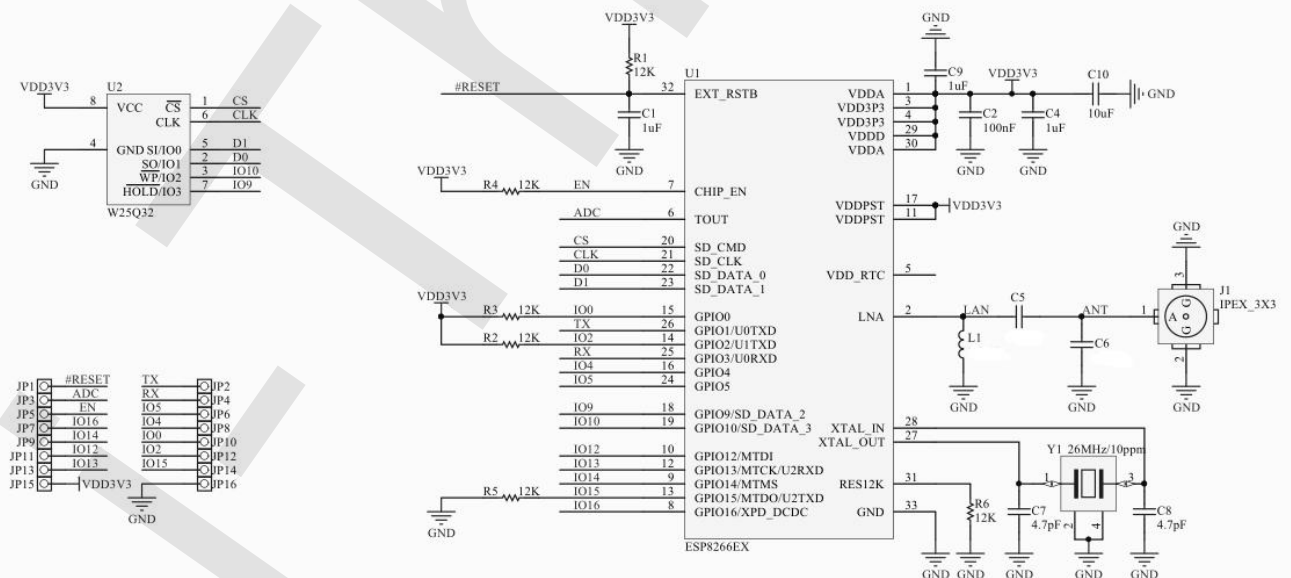 VDD3V3
U2
8 VCC CS 1 CS
CLK 6 CLK
4 GND SI/IO0 5 D1
SO/IO1 2 D0
WP/IO2 3 IO10
HOLD/IO3 7 IO9
GND
W25Q32
VDD3V3
R1
12K
#RESET 32 EXT_RSTB
C1
1uF
GND
U1
VDD3V3
R4 12K EN 7 CHIP_EN
ADC 6 TOUT
CS 20 SD_CMD
CLK 21 SD_CLK
D0 22 SD_DATA_0
D1 23 SD_DATA_1
VDD3V3
R3 12K IO0 15 GPIO0
TX 26 GPIO1/U0TXD
R2 12K IO2 14 GPIO2/U1TXD
RX 25 GPIO3/U0RXD
IO4 16 GPIO4
IO5 24 GPIO5
IO9 18 GPIO9/SD_DATA_2
IO10 19 GPIO10/SD_DATA_3
IO12 10 GPIO12/MTDI
IO13 12 GPIO13/MTCK/U2RXD
IO14 9 GPIO14/MTMS
R5 12K IO15 13 GPIO15/MTDO/U2TXD
IO16 8 GPIO16/XPD_DCDC
GND
ESP8266EX
GND
C9
1uF
VDDA 1
VDD3P3 3
VDD3P3 4
VDDD 29
VDDA 30
C2
100nF
GND
VDD3V3
C4
1uF
GND
C10
10uF
GND
VDDPST 17 VDD3V3
VDDPST 11
VDD_RTC 5
LNA 2 LAN C5 ANT 1
L1
GND
C6
GND
GND
3
J1
IPEX_3X3
A G G
2
GND
XTAL_IN 28
XTAL_OUT 27
Y1 26MHz/10ppm
1 3
2 4
RES12K 31
GND 33
R6
12K
C7
4.7pF
C8
4.7pF
GND GND GND GND GND
JP1 #RESET TX JP2
JP3 ADC RX JP4
JP5 EN IO5 JP6
JP7 IO16 IO4 JP8
JP9 IO14 IO0 JP10
JP11 IO12 IO2 JP12
JP13 IO13 IO15 JP14
JP15 VDD3V3 JP16
GND